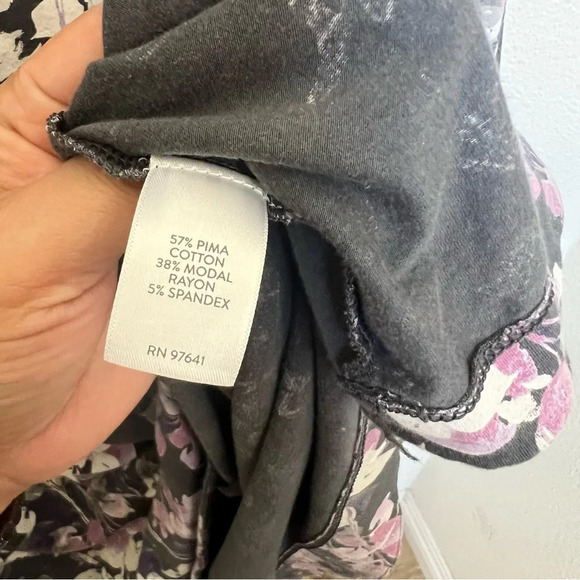 57% PIMA
COTTON
38% MODAL
RAYON
5% SPANDEX
RN 97641